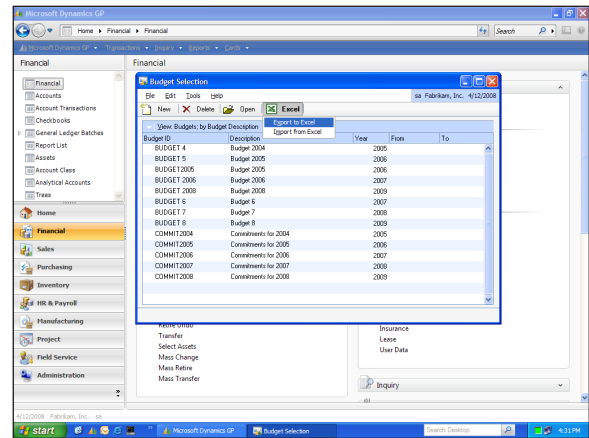 Microsoft Dynamics GP
Home Financial Financial
Search
Microsoft Dynamics GP Transactions Inquiry Reports Cards
Financial
Financial
Financial
Accounts
Account Transactions
Checkbooks
General Ledger Batches
Report List
Assets
Account Class
Analytical Accounts
Trees
Home
Financial
Sales
Purchasing
Inventory
HR & Payroll
Manufacturing
Project
Field Service
Administration
Budget Selection
File Edit Tools Help
sa Fabrikam, Inc. 4/12/2008
New Delete Open Excel
Export to Excel
Import from Excel
View: Budgets; by Budget Description
Budget ID Description Year From To
BUDGET 4 Budget 2004 2005
BUDGET 5 Budget 2005 2006
BUDGET2005 Budget 2005 2006
BUDGET 2006 Budget 2006 2007
BUDGET 2008 Budget 2008 2009
BUDGET 6 Budget 6 2007
BUDGET 7 Budget 7 2008
BUDGET 8 Budget 8 2009
COMMIT2004 Commitments for 2004 2005
COMMIT2005 Commitments for 2005 2006
COMMIT2006 Commitments for 2006 2007
COMMIT2007 Commitments for 2007 2008
COMMIT2008 Commitments for 2008 2009
Retire Undo
Transfer
Select Assets
Mass Change
Mass Retire
Mass Transfer
Insurance
Lease
User Data
Inquiry
4/12/2008 Fabrikam, Inc. sa
start
Microsoft Dynamics GP
Budget Selection
Search Desktop
4:31 PM